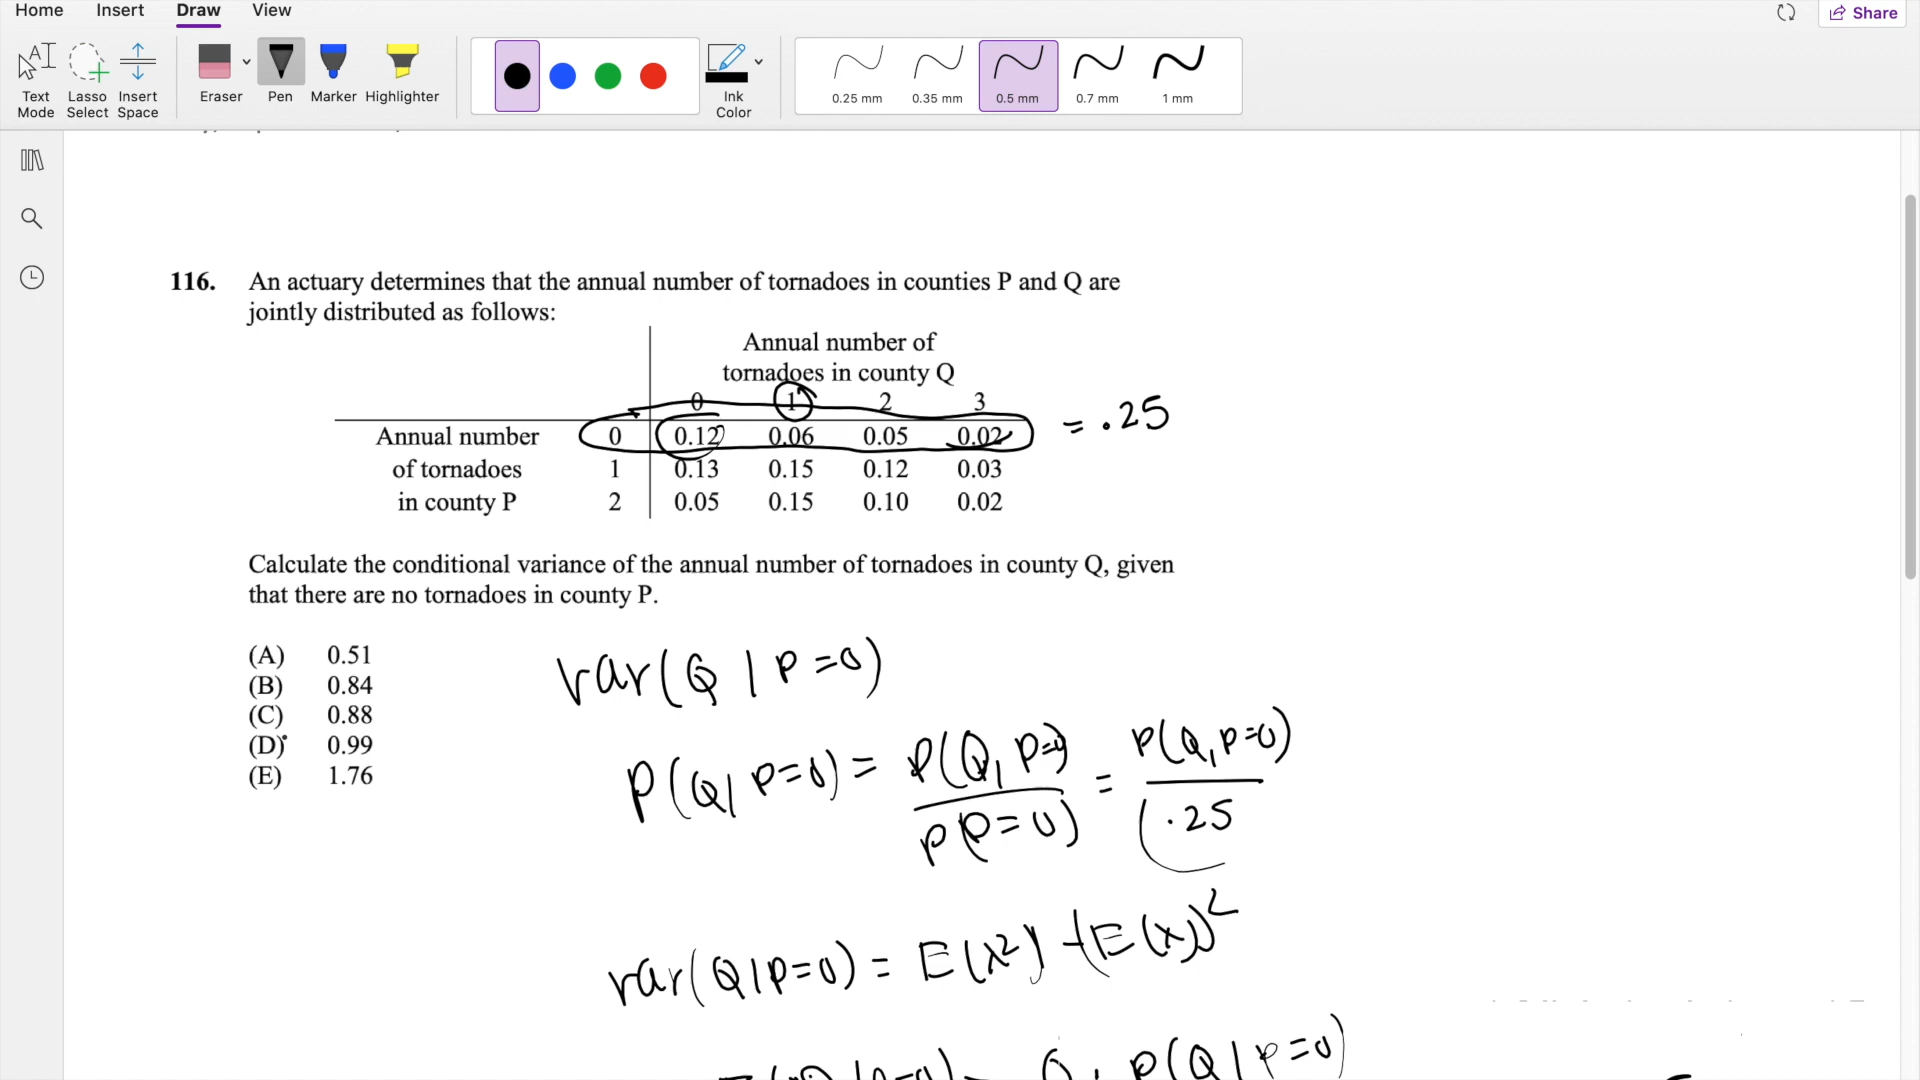 Home Insert Draw View
Share
Text Mode
Lasso Select
Insert Space
Eraser
Pen
Marker
Highlighter
Ink Color
0.25 mm
0.35 mm
0.5 mm
0.7 mm
1 mm
116. An actuary determines that the annual number of tornadoes in counties P and Q are
jointly distributed as follows:
Annual number of
tornadoes in county Q
0 1 2 3
Annual number 0 0.12 0.06 0.05 0.02 = .25
of tornadoes 1 0.13 0.15 0.12 0.03
in county P 2 0.05 0.15 0.10 0.02
Calculate the conditional variance of the annual number of tornadoes in county Q, given
that there are no tornadoes in county P.
(A) 0.51
(B) 0.84
(C) 0.88
(D) 0.99
(E) 1.76
var(Q | P=0)
P(Q | P=0) = P(Q, P=0) / P(P=0) = P(Q, P=0) / .25
var(Q | P=0) = E(x²) - (E(x))²
Q · P(Q | P=0)